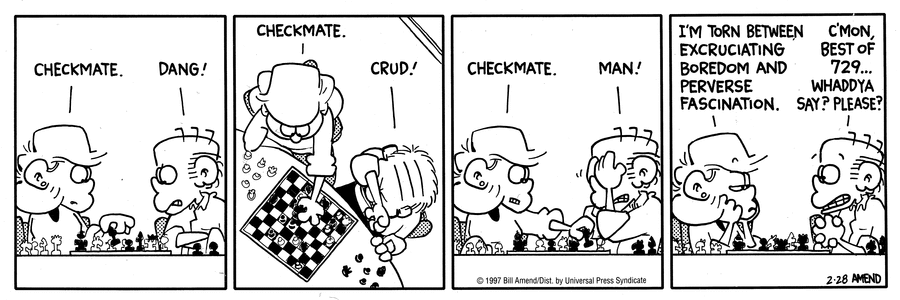 CHECKMATE.
DANG!
CHECKMATE.
CRUD!
CHECKMATE.
MAN!
I'M TORN BETWEEN
EXCRUCIATING
BOREDOM AND
PERVERSE
FASCINATION.
C'MON,
BEST OF
729...
WHADDYA
SAY? PLEASE?
© 1997 Bill Amend/Dist. by Universal Press Syndicate
2-28 AMEND